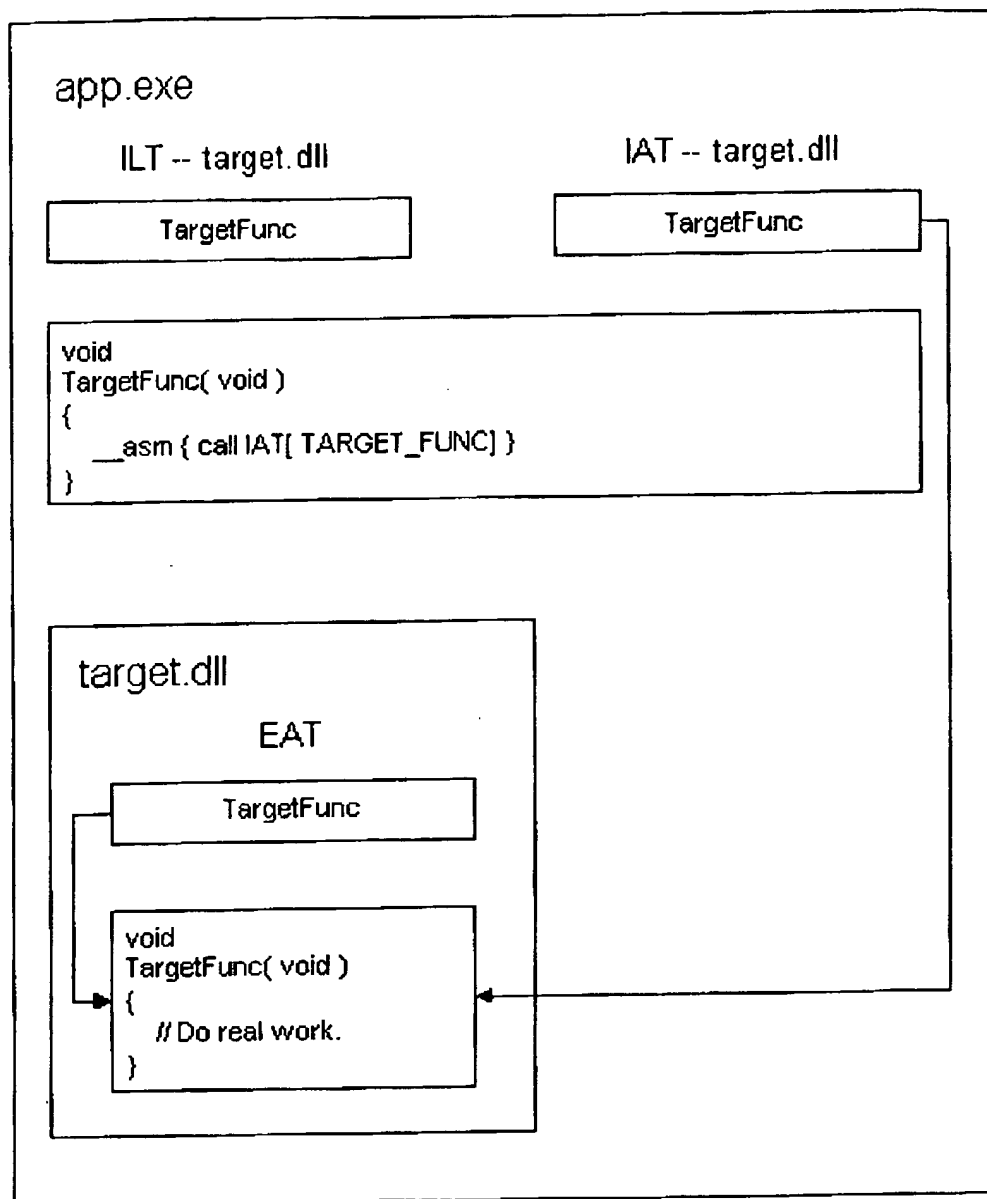 app.exe
ILT -- target.dll
IAT -- target.dll
TargetFunc
TargetFunc
void
TargetFunc( void )
{
__asm { call IAT[ TARGET_FUNC] }
}
target.dll
EAT
TargetFunc
void
TargetFunc( void )
{
// Do real work.
}